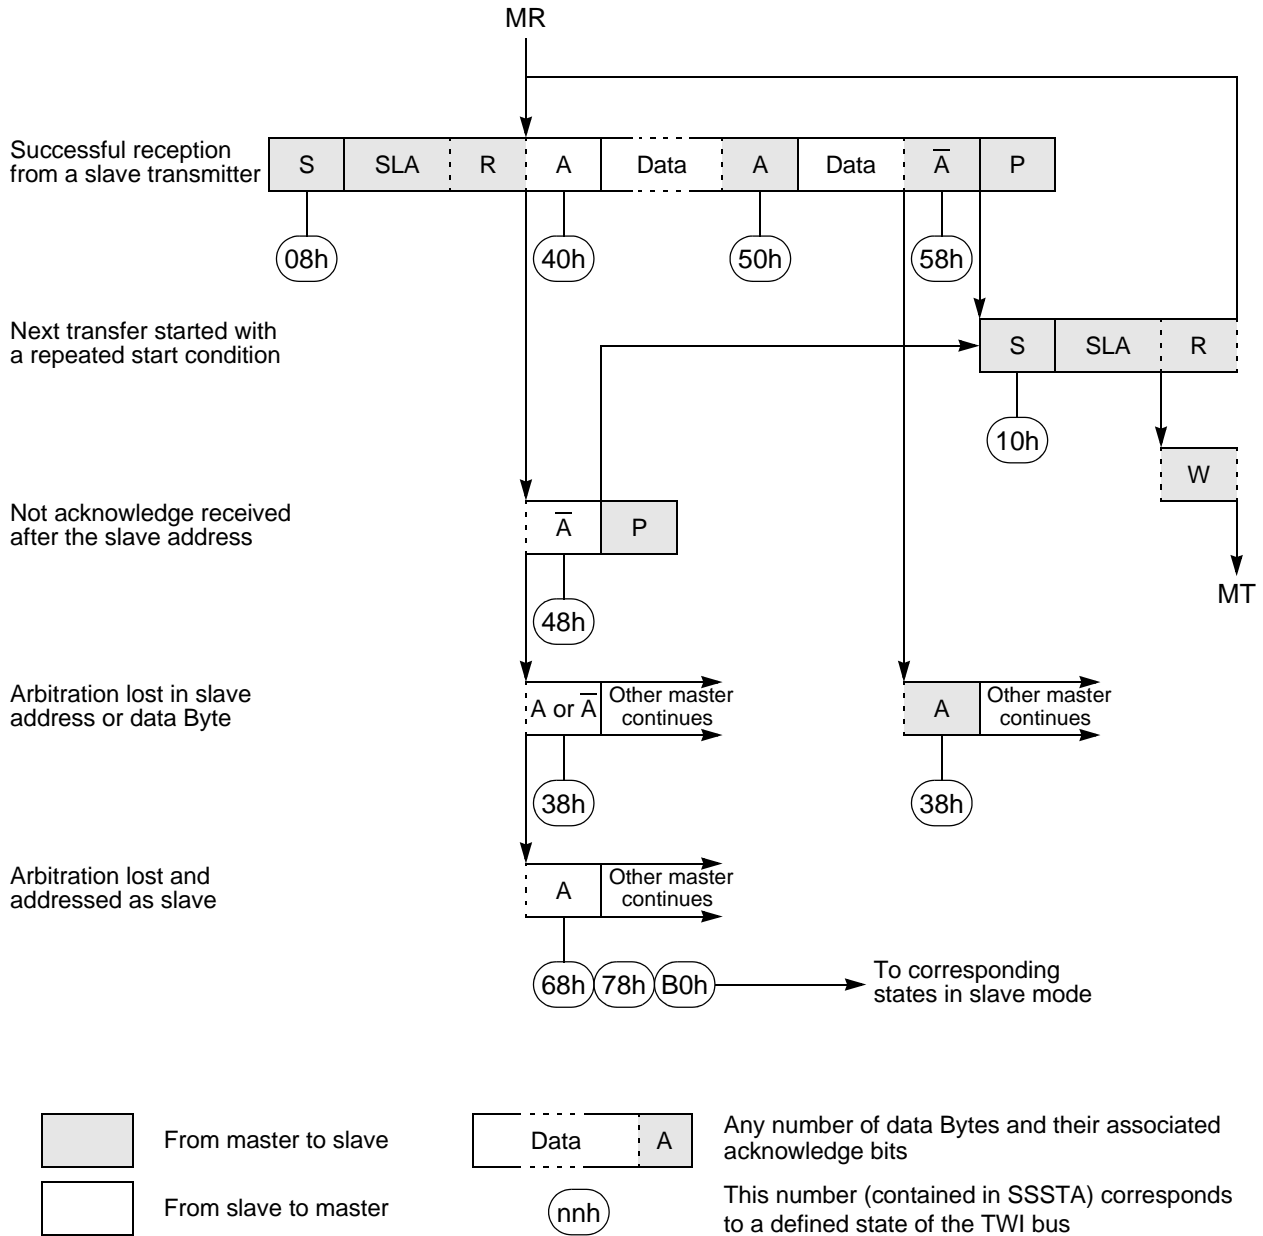 MR
Successful reception
from a slave transmitter
S SLA R A Data A Data A̅ P
08h 40h 50h 58h
Next transfer started with
a repeated start condition
S SLA R
10h
W
MT
Not acknowledge received
after the slave address
A̅ P
48h
Arbitration lost in slave
address or data Byte
A or A̅
Other master
continues
A
Other master
continues
38h 38h
Arbitration lost and
addressed as slave
A
Other master
continues
68h 78h B0h
To corresponding
states in slave mode
From master to slave
Data A
Any number of data Bytes and their associated
acknowledge bits
From slave to master
nnh
This number (contained in SSSTA) corresponds
to a defined state of the TWI bus